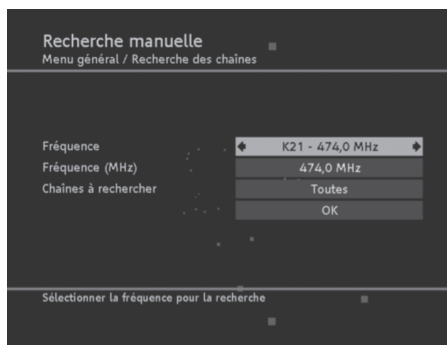 Recherche manuelle
Menu général / Recherche des chaînes
Fréquence K21 - 474,0 MHz
Fréquence (MHz) 474,0 MHz
Chaînes à rechercher Toutes
OK
Sélectionner la fréquence pour la recherche